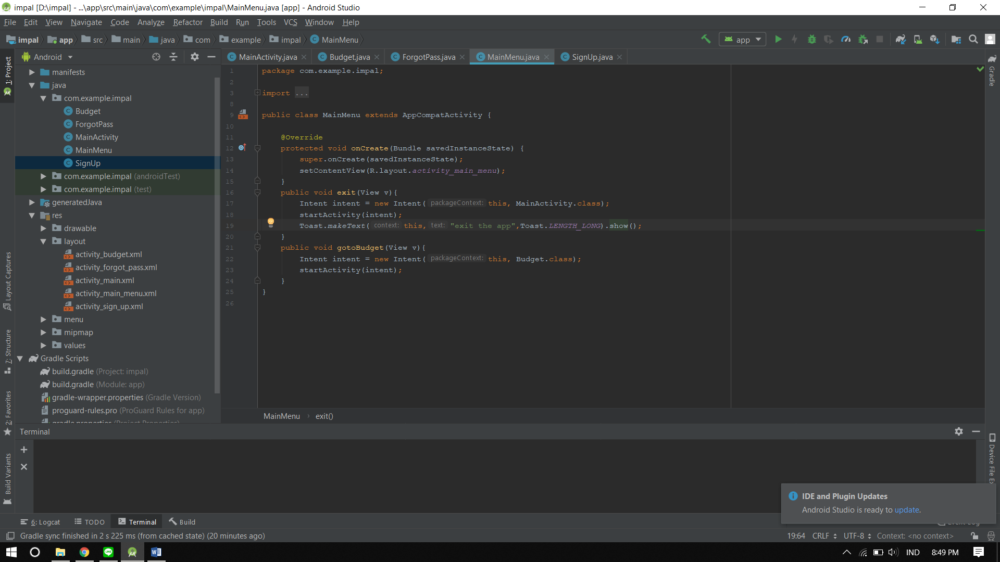 impal [D:\impal] - ...\app\src\main\java\com\example\impal\MainMenu.java [app] - Android Studio
File Edit View Navigate Code Analyze Refactor Build Run Tools VCS Window Help
impal app src main java com example impal MainMenu app
Android
MainActivity.java Budget.java ForgotPass.java MainMenu.java SignUp.java
1: Project
Layout Captures
7: Structure
2: Favorites
Build Variants
manifests
java
com.example.impal
Budget
ForgotPass
MainActivity
MainMenu
SignUp
com.example.impal (androidTest)
com.example.impal (test)
generatedJava
res
drawable
layout
activity_budget.xml
activity_forgot_pass.xml
activity_main.xml
activity_main_menu.xml
activity_sign_up.xml
menu
mipmap
values
Gradle Scripts
build.gradle (Project: impal)
build.gradle (Module: app)
gradle-wrapper.properties (Gradle Version)
proguard-rules.pro (ProGuard Rules for app)
gradle.properties (Project Properties)
1 package com.example.impal;
2
3 import ...
8
9 public class MainMenu extends AppCompatActivity {
10
11 @Override
12 protected void onCreate(Bundle savedInstanceState) {
13 super.onCreate(savedInstanceState);
14 setContentView(R.layout.activity_main_menu);
15 }
16 public void exit(View v){
17 Intent intent = new Intent( packageContext: this, MainActivity.class);
18 startActivity(intent);
19 Toast.makeText( context: this, text: "exit the app",Toast.LENGTH_LONG).show();
20 }
21 public void gotoBudget(View v){
22 Intent intent = new Intent( packageContext: this, Budget.class);
23 startActivity(intent);
24 }
25 }
26
MainMenu › exit()
Gradle
Device File Ex
Terminal
IDE and Plugin Updates
Android Studio is ready to update.
6: Logcat TODO Terminal Build Event Log
Gradle sync finished in 2 s 225 ms (from cached state) (20 minutes ago)
19:64 CRLF UTF-8 Context: <no context>
IND 8:49 PM